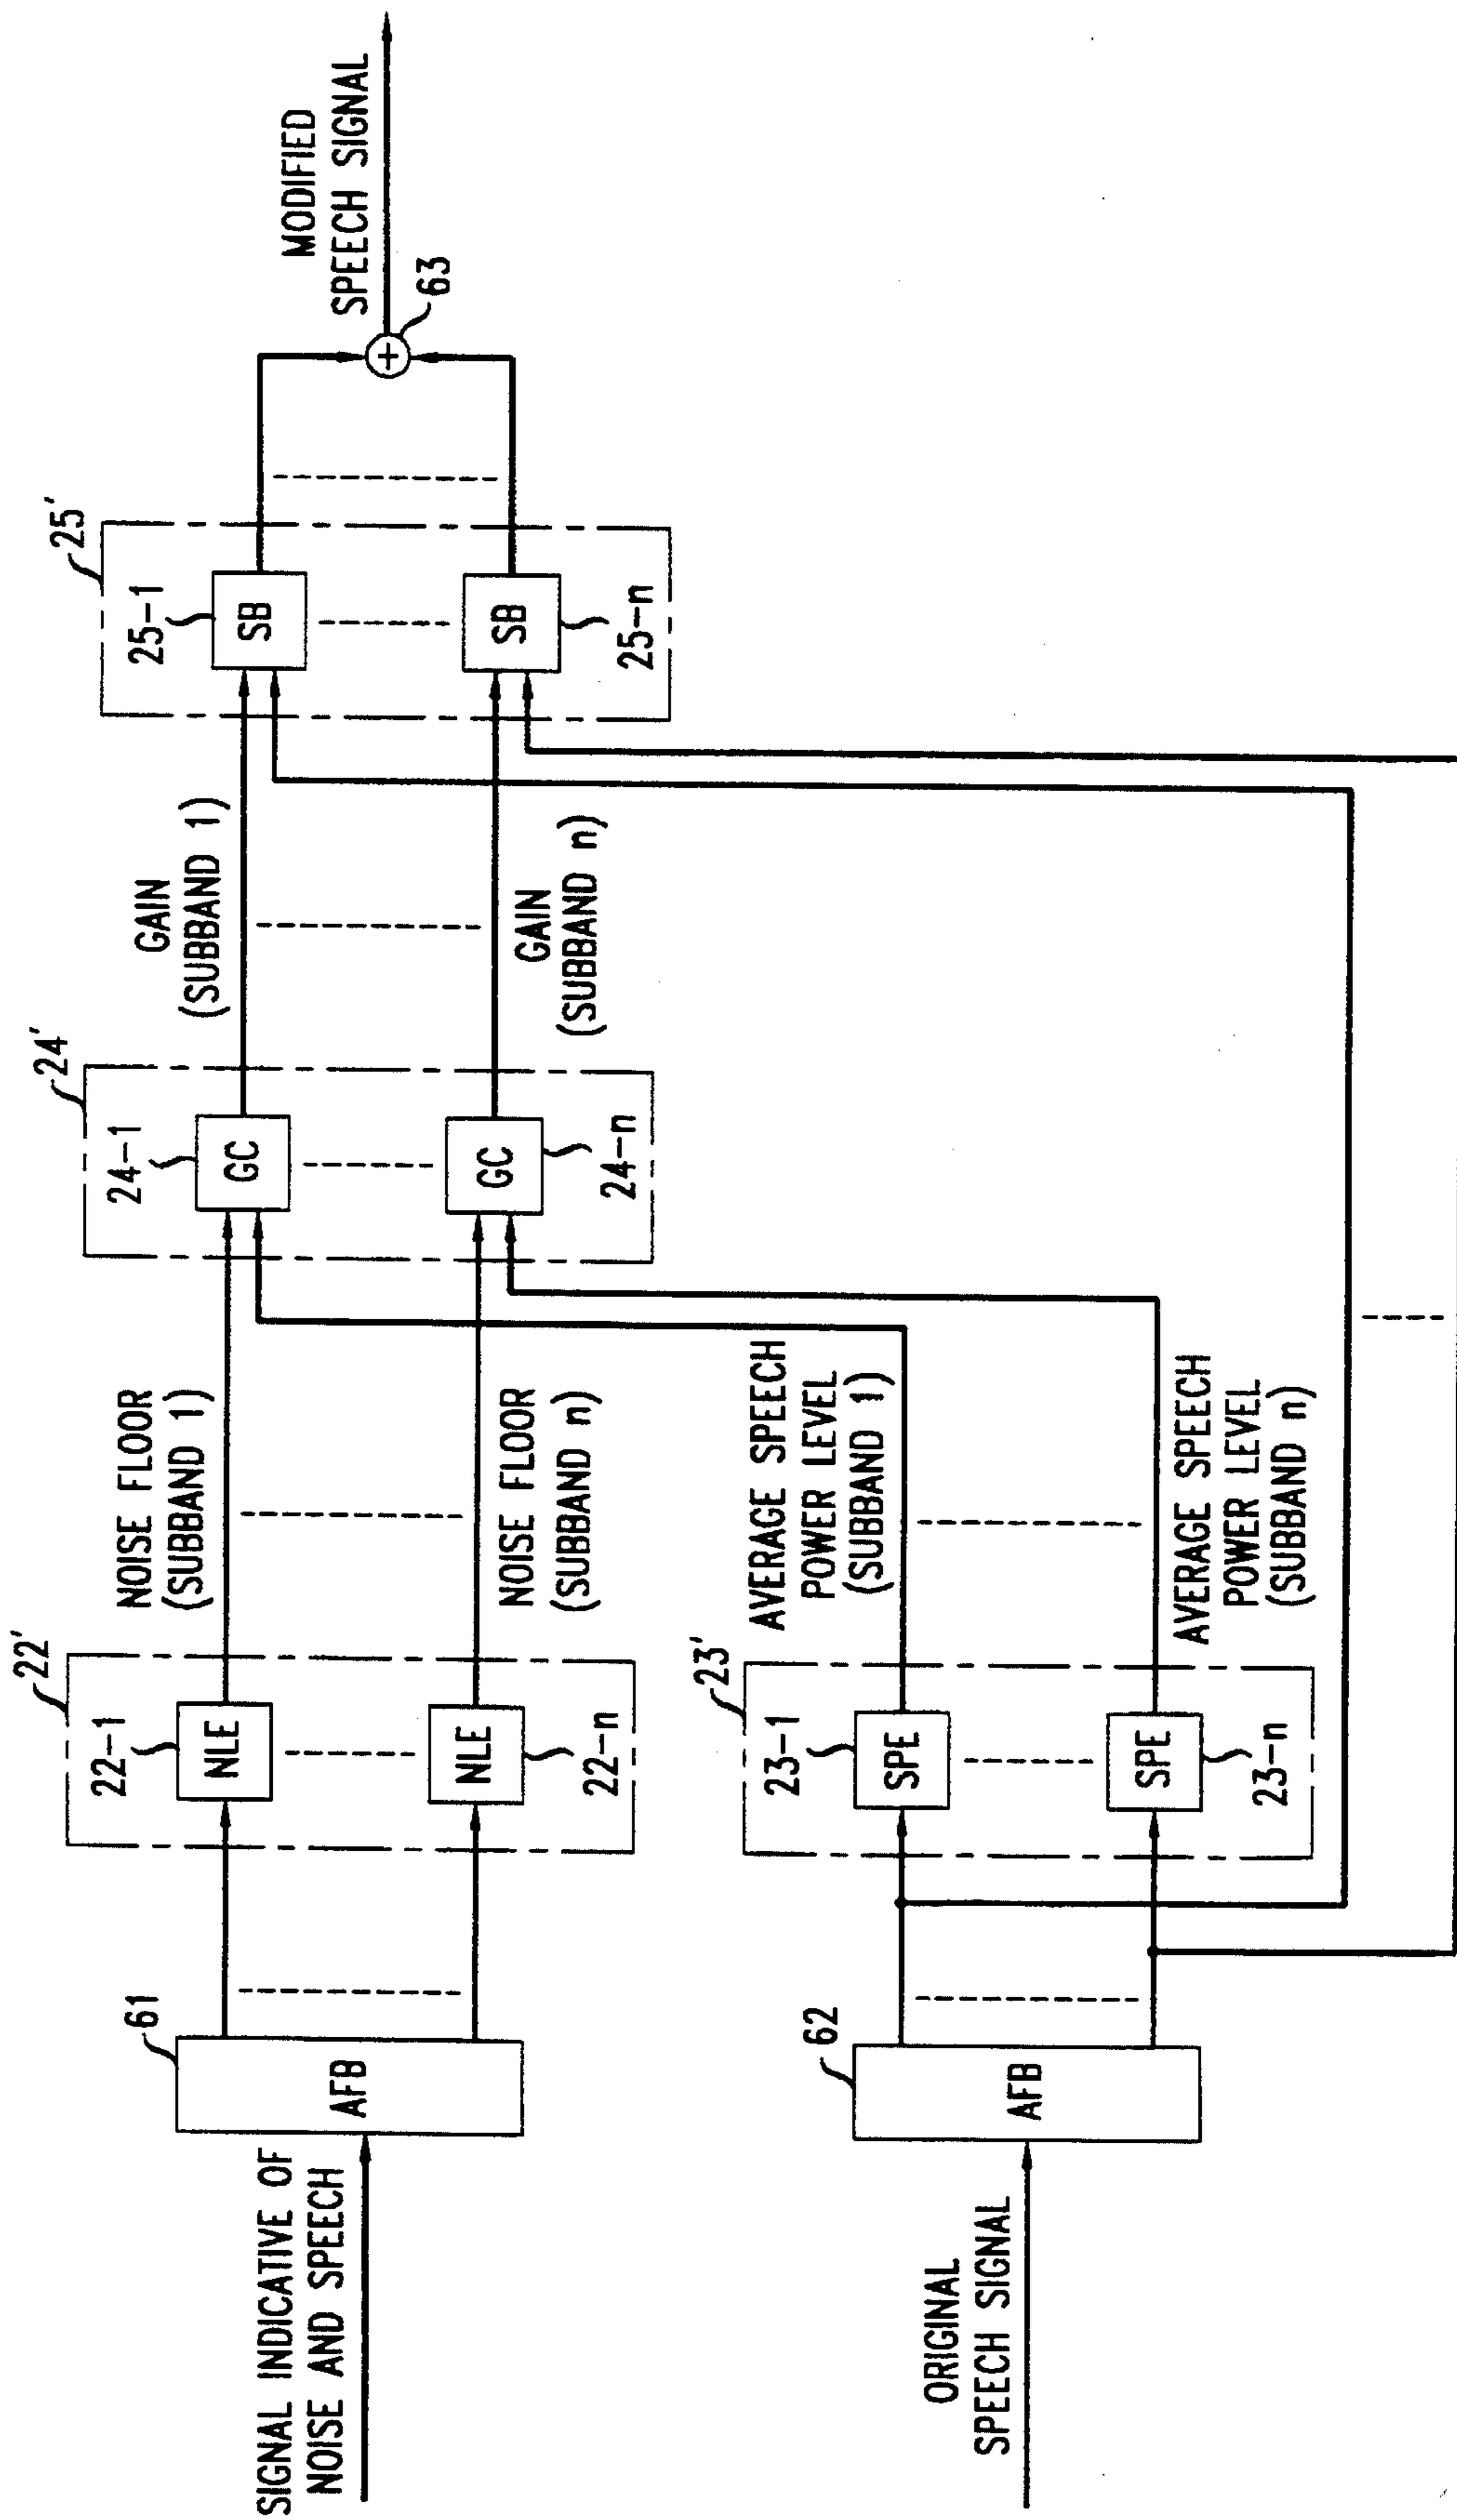 SIGNAL INDICATIVE OF
NOISE AND SPEECH
61
AFB
22'
22-1
NLE
NLE
22-n
NOISE FLOOR
(SUBBAND 1)
NOISE FLOOR
(SUBBAND n)
24'
24-1
GC
GC
24-n
GAIN
(SUBBAND 1)
GAIN
(SUBBAND n)
25'
25-1
SB
SB
25-n
63
+
MODIFIED
SPEECH SIGNAL
ORIGINAL
SPEECH SIGNAL
62
AFB
23'
23-1
SPE
SPE
23-n
AVERAGE SPEECH
POWER LEVEL
(SUBBAND 1)
AVERAGE SPEECH
POWER LEVEL
(SUBBAND n)